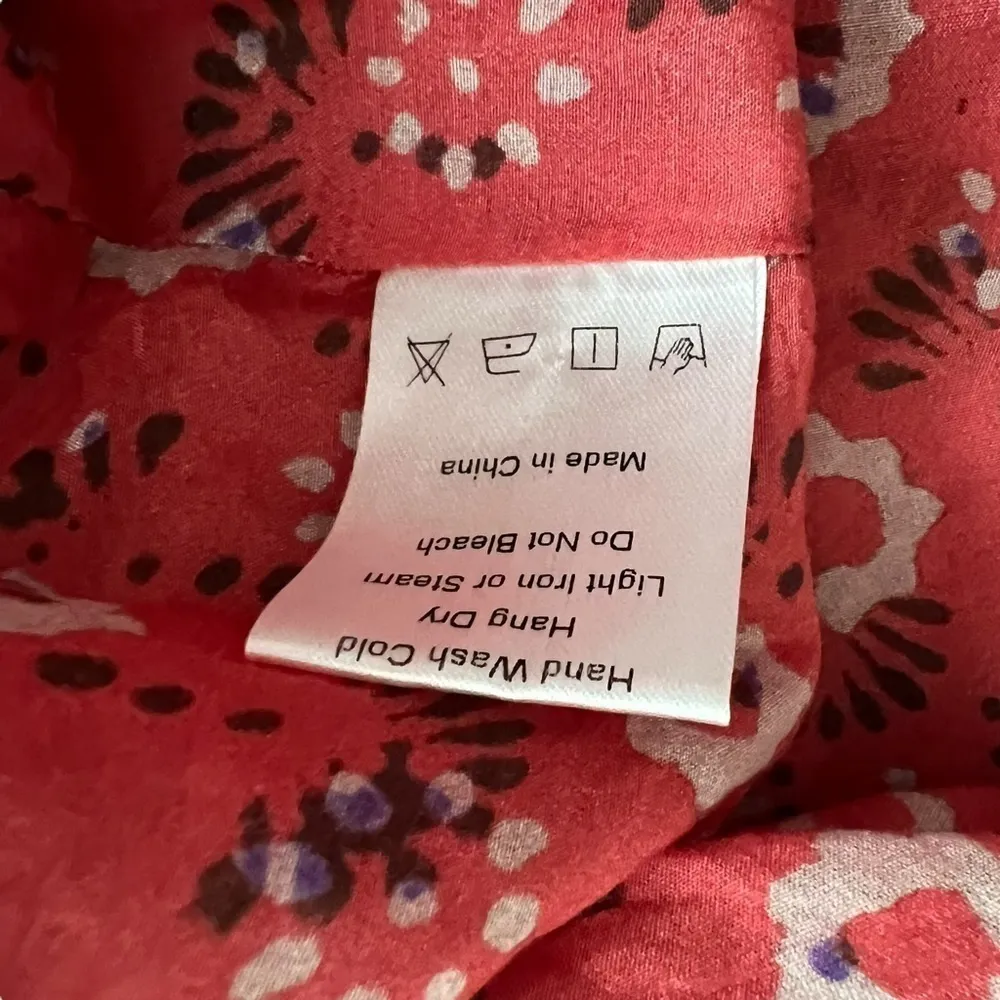 Hand Wash Cold
Hang Dry
Light Iron or Steam
Do Not Bleach
Made in China